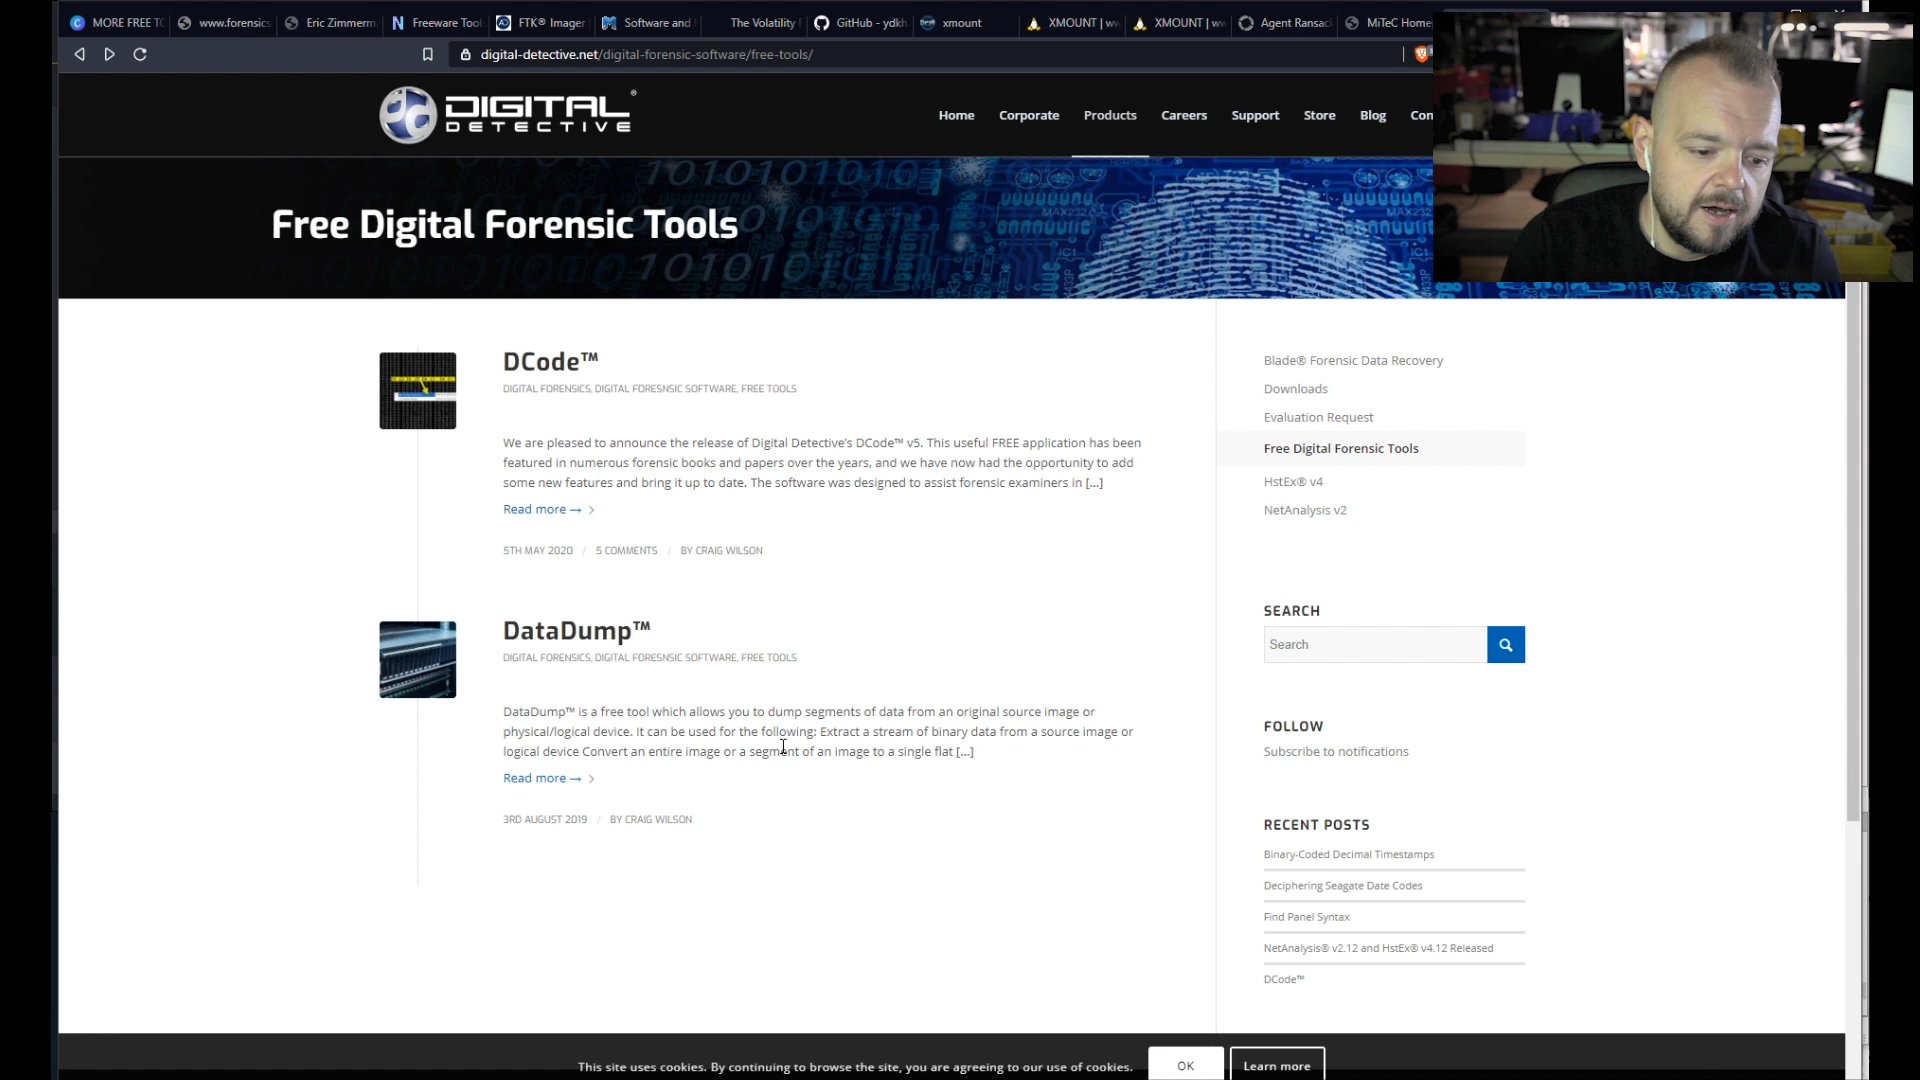 MORE FREE TO
www.forensics
Eric Zimmerm
Freeware Tool
FTK® Imager
Software and
The Volatility F
GitHub - ydkh
xmount
XMOUNT | ww
XMOUNT | ww
Agent Ransac
MiTeC Home
digital-detective.net/digital-forensic-software/free-tools/
DIGITAL
DETECTIVE
®
Home
Corporate
Products
Careers
Support
Store
Blog
Con
Free Digital Forensic Tools
DCode™
DIGITAL FORENSICS, DIGITAL FORESNSIC SOFTWARE, FREE TOOLS
We are pleased to announce the release of Digital Detective's DCode™ v5. This useful FREE application has been
featured in numerous forensic books and papers over the years, and we have now had the opportunity to add
some new features and bring it up to date. The software was designed to assist forensic examiners in [...]
Read more →
5TH MAY 2020 / 5 COMMENTS / BY CRAIG WILSON
DataDump™
DIGITAL FORENSICS, DIGITAL FORESNSIC SOFTWARE, FREE TOOLS
DataDump™ is a free tool which allows you to dump segments of data from an original source image or
physical/logical device. It can be used for the following: Extract a stream of binary data from a source image or
logical device Convert an entire image or a segment of an image to a single flat [...]
Read more →
3RD AUGUST 2019 / BY CRAIG WILSON
Blade® Forensic Data Recovery
Downloads
Evaluation Request
Free Digital Forensic Tools
HstEx® v4
NetAnalysis v2
SEARCH
Search
FOLLOW
Subscribe to notifications
RECENT POSTS
Binary-Coded Decimal Timestamps
Deciphering Seagate Date Codes
Find Panel Syntax
NetAnalysis® v2.12 and HstEx® v4.12 Released
DCode™
This site uses cookies. By continuing to browse the site, you are agreeing to our use of cookies.
OK
Learn more